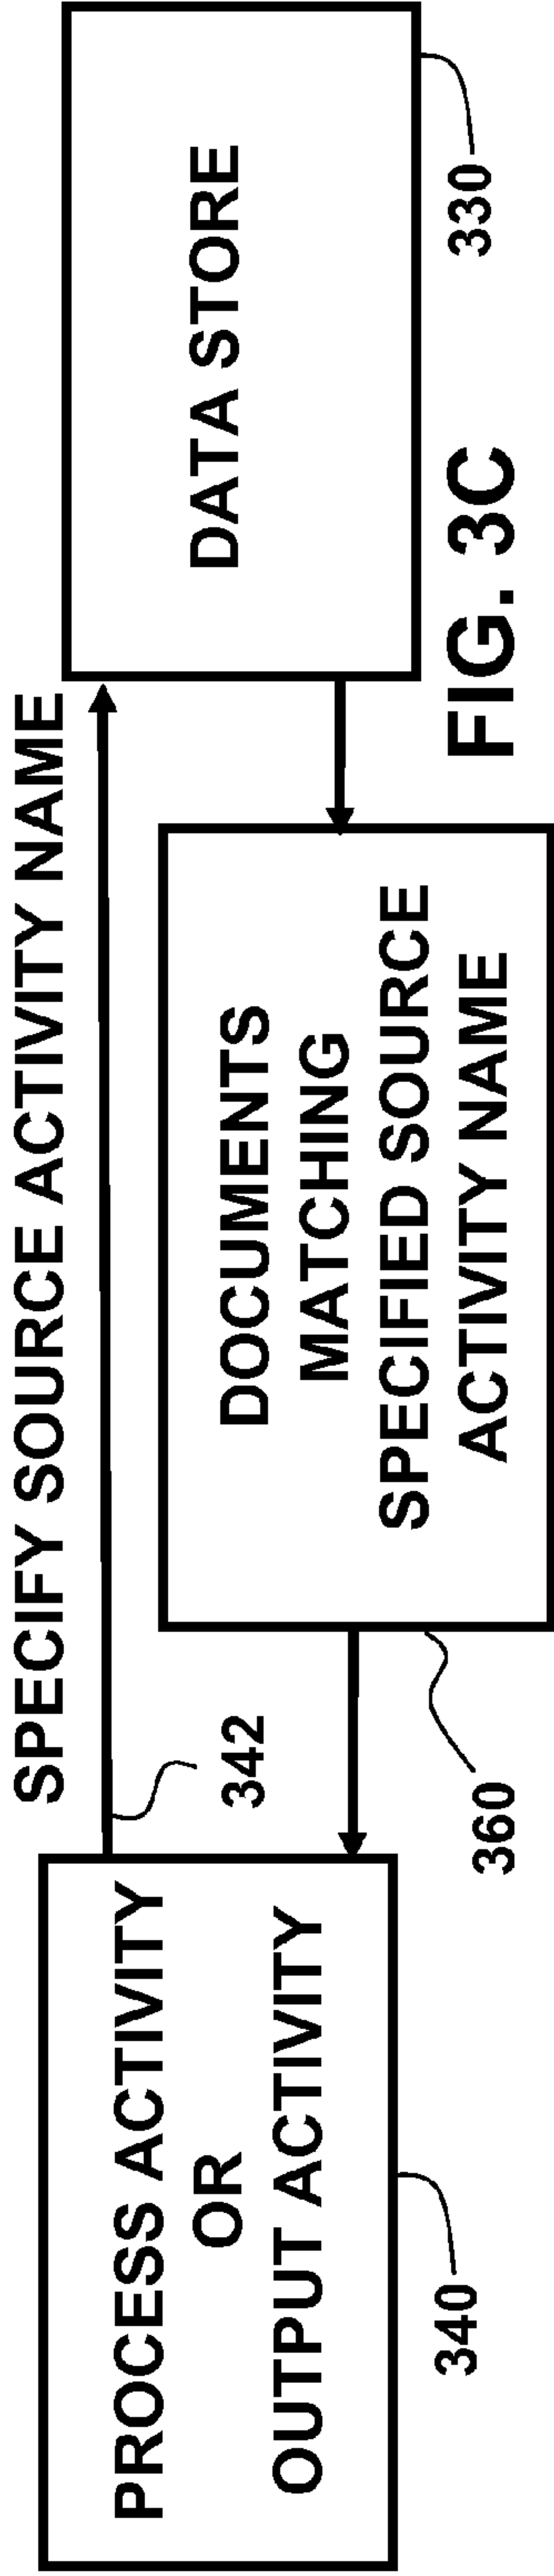 SPECIFY SOURCE ACTIVITY NAME
PROCESS ACTIVITY
OR
OUTPUT ACTIVITY
340
342
DOCUMENTS
MATCHING
SPECIFIED SOURCE
ACTIVITY NAME
360
DATA STORE
330
FIG. 3C